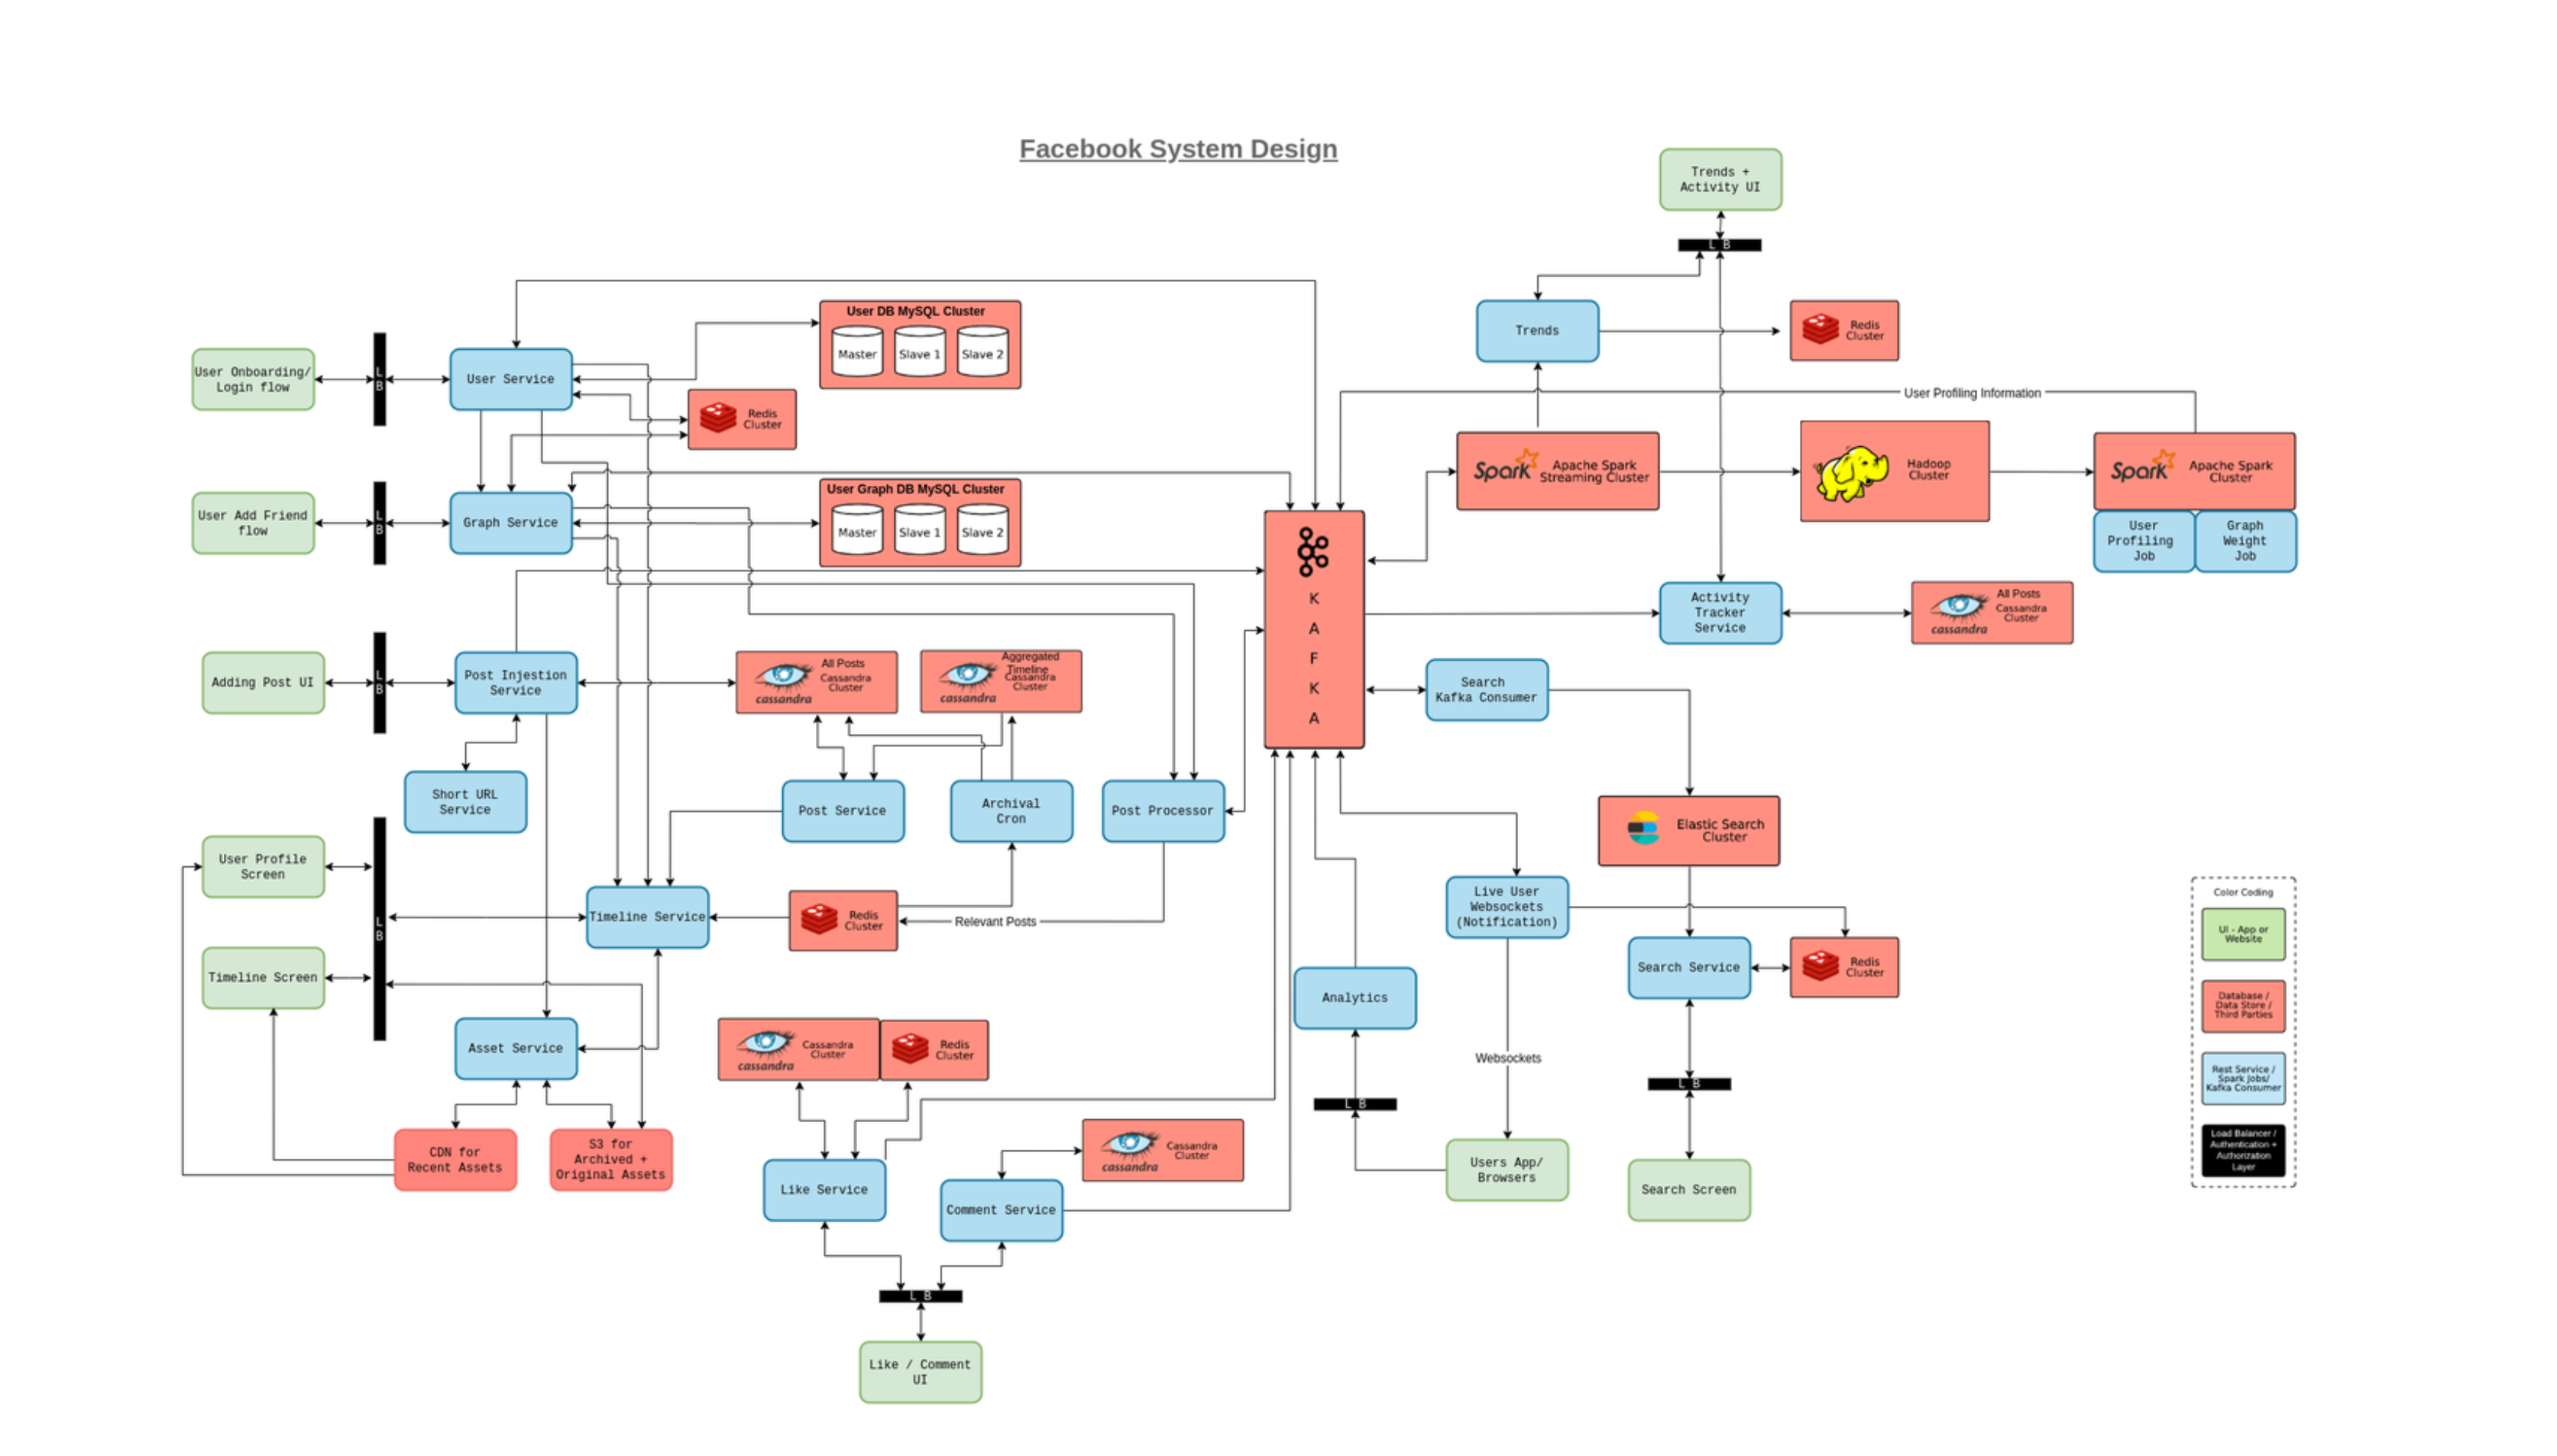 Facebook System Design
Trends +
Activity UI
L B
User DB MySQL Cluster
Master
Slave 1
Slave 2
Trends
Redis
Cluster
User Onboarding/
Login flow
L
B
User Service
User Profiling Information
Redis
Cluster
Spark
Apache Spark
Streaming Cluster
Hadoop
Cluster
Spark
Apache Spark
Cluster
User Graph DB MySQL Cluster
Master
Slave 1
Slave 2
User Add Friend
flow
L
B
Graph Service
User
Profiling
Job
Graph
Weight
Job
K
A
F
K
A
Activity
Tracker
Service
cassandra
All Posts
Cassandra
Cluster
Adding Post UI
L
B
Post Injection
Service
cassandra
All Posts
Cassandra
Cluster
cassandra
Aggregated
Timeline
Cassandra
Cluster
Search
Kafka Consumer
Short URL
Service
Post Service
Archival
Cron
Post Processor
Elastic Search
Cluster
User Profile
Screen
L
B
Timeline Service
Redis
Cluster
Relevant Posts
Live User
Websockets
(Notification)
Color Coding
UI - App or
Website
Timeline Screen
Analytics
Search Service
Redis
Cluster
Database /
Data Store /
Third Parties
Asset Service
cassandra
Cassandra
Cluster
Redis
Cluster
Websockets
L B
L B
Rest Service /
Spark Jobs/
Kafka Consumer
CDN for
Recent Assets
S3 for
Archived +
Original Assets
cassandra
Cassandra
Cluster
Load Balancer /
Authentication +
Authorization
Layer
Like Service
Comment Service
Users App/
Browsers
Search Screen
L B
Like / Comment
UI